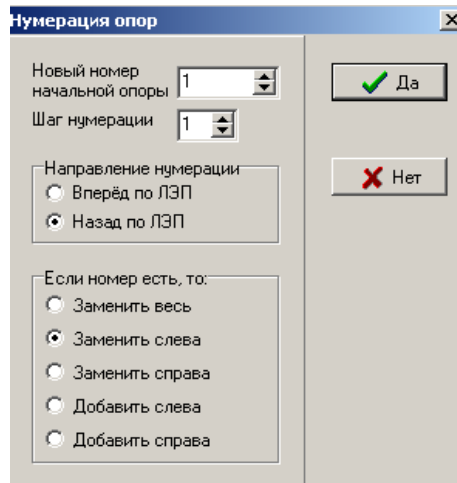 Нумерация опор
Новый номер
начальной опоры 1
Да
Шаг нумерации 1
Направление нумерации
Нет
Вперёд по ЛЭП
Назад по ЛЭП
Если номер есть, то:
Заменить весь
Заменить слева
Заменить справа
Добавить слева
Добавить справа